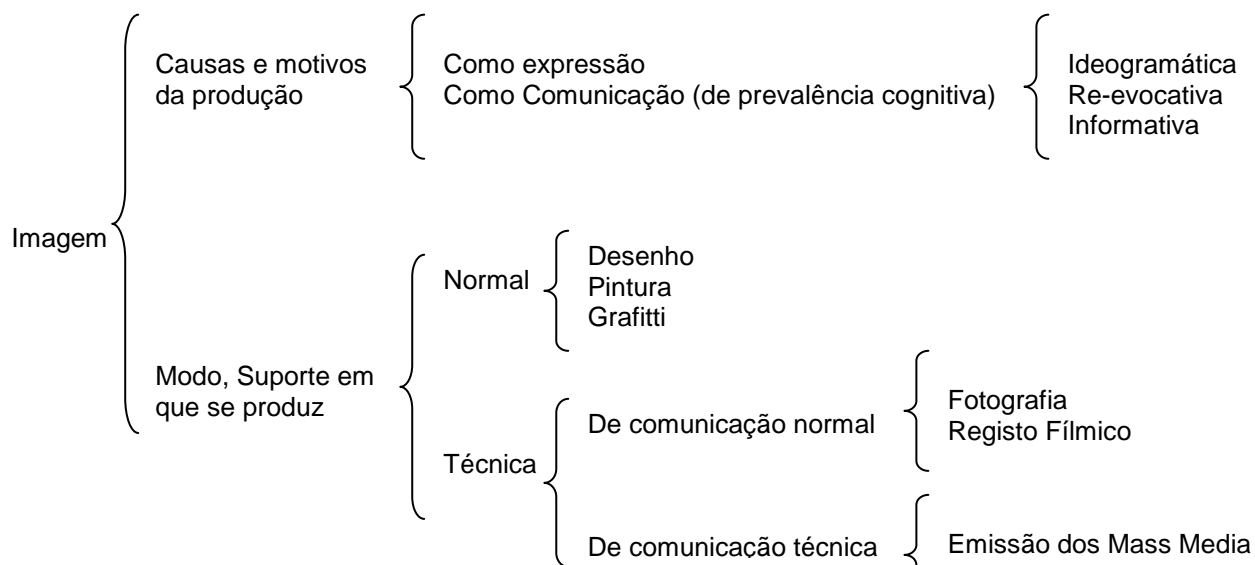 Imagem
Causas e motivos
da produção
Como expressão
Como Comunicação (de prevalência cognitiva)
Ideogramática
Re-evocativa
Informativa
Modo, Suporte em
que se produz
Normal
Desenho
Pintura
Grafitti
Técnica
De comunicação normal
Fotografia
Registo Fílmico
De comunicação técnica
Emissão dos Mass Media